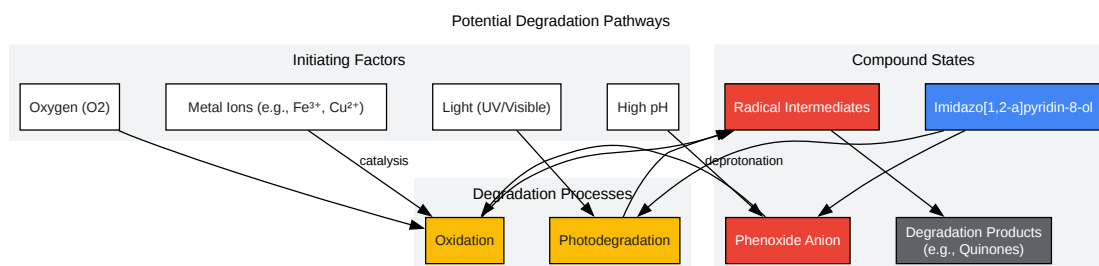 Potential Degradation Pathways
Initiating Factors
Compound States
Oxygen (O2)
Metal Ions (e.g., Fe³⁺, Cu²⁺)
Light (UV/Visible)
High pH
Radical Intermediates
Imidazo[1,2-a]pyridin-8-ol
catalysis
deprotonation
Degradation Processes
Oxidation
Photodegradation
Phenoxide Anion
Degradation Products
(e.g., Quinones)